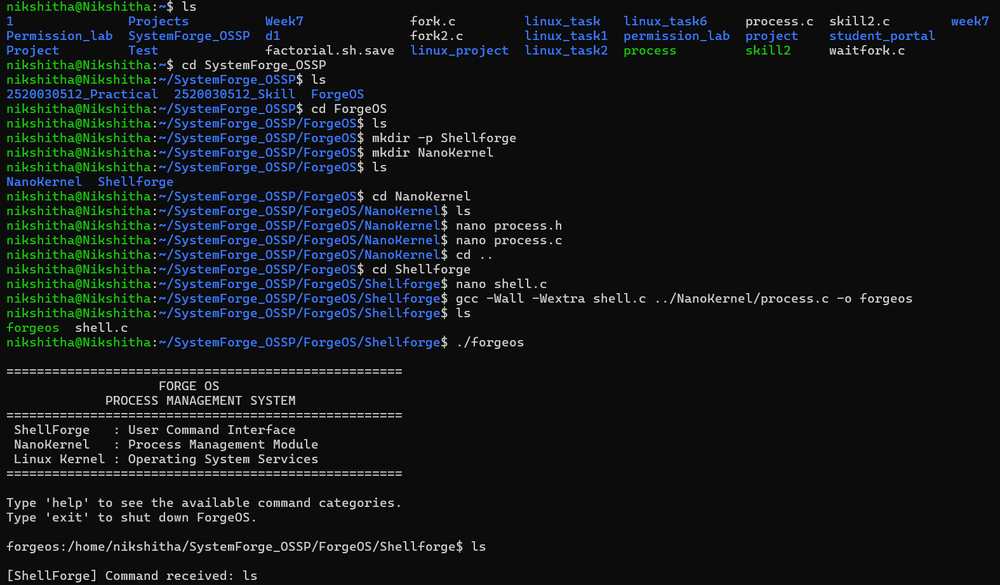 nikshitha@Nikshitha:~$ ls
1               Projects          Week7              fork.c         linux_task   linux_task6     process.c  skill2.c        week7
Permission_lab  SystemForge_OSSP  d1                 fork2.c        linux_task1  permission_lab  project    student_portal
Project         Test              factorial.sh.save  linux_project  linux_task2  process         skill2     waitfork.c
nikshitha@Nikshitha:~$ cd SystemForge_OSSP
nikshitha@Nikshitha:~/SystemForge_OSSP$ ls
2520030512_Practical  2520030512_Skill  ForgeOS
nikshitha@Nikshitha:~/SystemForge_OSSP$ cd ForgeOS
nikshitha@Nikshitha:~/SystemForge_OSSP/ForgeOS$ ls
nikshitha@Nikshitha:~/SystemForge_OSSP/ForgeOS$ mkdir -p Shellforge
nikshitha@Nikshitha:~/SystemForge_OSSP/ForgeOS$ mkdir NanoKernel
nikshitha@Nikshitha:~/SystemForge_OSSP/ForgeOS$ ls
NanoKernel  Shellforge
nikshitha@Nikshitha:~/SystemForge_OSSP/ForgeOS$ cd NanoKernel
nikshitha@Nikshitha:~/SystemForge_OSSP/ForgeOS/NanoKernel$ ls
nikshitha@Nikshitha:~/SystemForge_OSSP/ForgeOS/NanoKernel$ nano process.h
nikshitha@Nikshitha:~/SystemForge_OSSP/ForgeOS/NanoKernel$ nano process.c
nikshitha@Nikshitha:~/SystemForge_OSSP/ForgeOS/NanoKernel$ cd ..
nikshitha@Nikshitha:~/SystemForge_OSSP/ForgeOS$ cd Shellforge
nikshitha@Nikshitha:~/SystemForge_OSSP/ForgeOS/Shellforge$ nano shell.c
nikshitha@Nikshitha:~/SystemForge_OSSP/ForgeOS/Shellforge$ gcc -Wall -Wextra shell.c ../NanoKernel/process.c -o forgeos
nikshitha@Nikshitha:~/SystemForge_OSSP/ForgeOS/Shellforge$ ls
forgeos  shell.c
nikshitha@Nikshitha:~/SystemForge_OSSP/ForgeOS/Shellforge$ ./forgeos
====================================================
FORGE OS
PROCESS MANAGEMENT SYSTEM
====================================================
ShellForge   : User Command Interface
NanoKernel   : Process Management Module
Linux Kernel : Operating System Services
====================================================
Type 'help' to see the available command categories.
Type 'exit' to shut down ForgeOS.
forgeos:/home/nikshitha/SystemForge_OSSP/ForgeOS/Shellforge$ ls
[ShellForge] Command received: ls